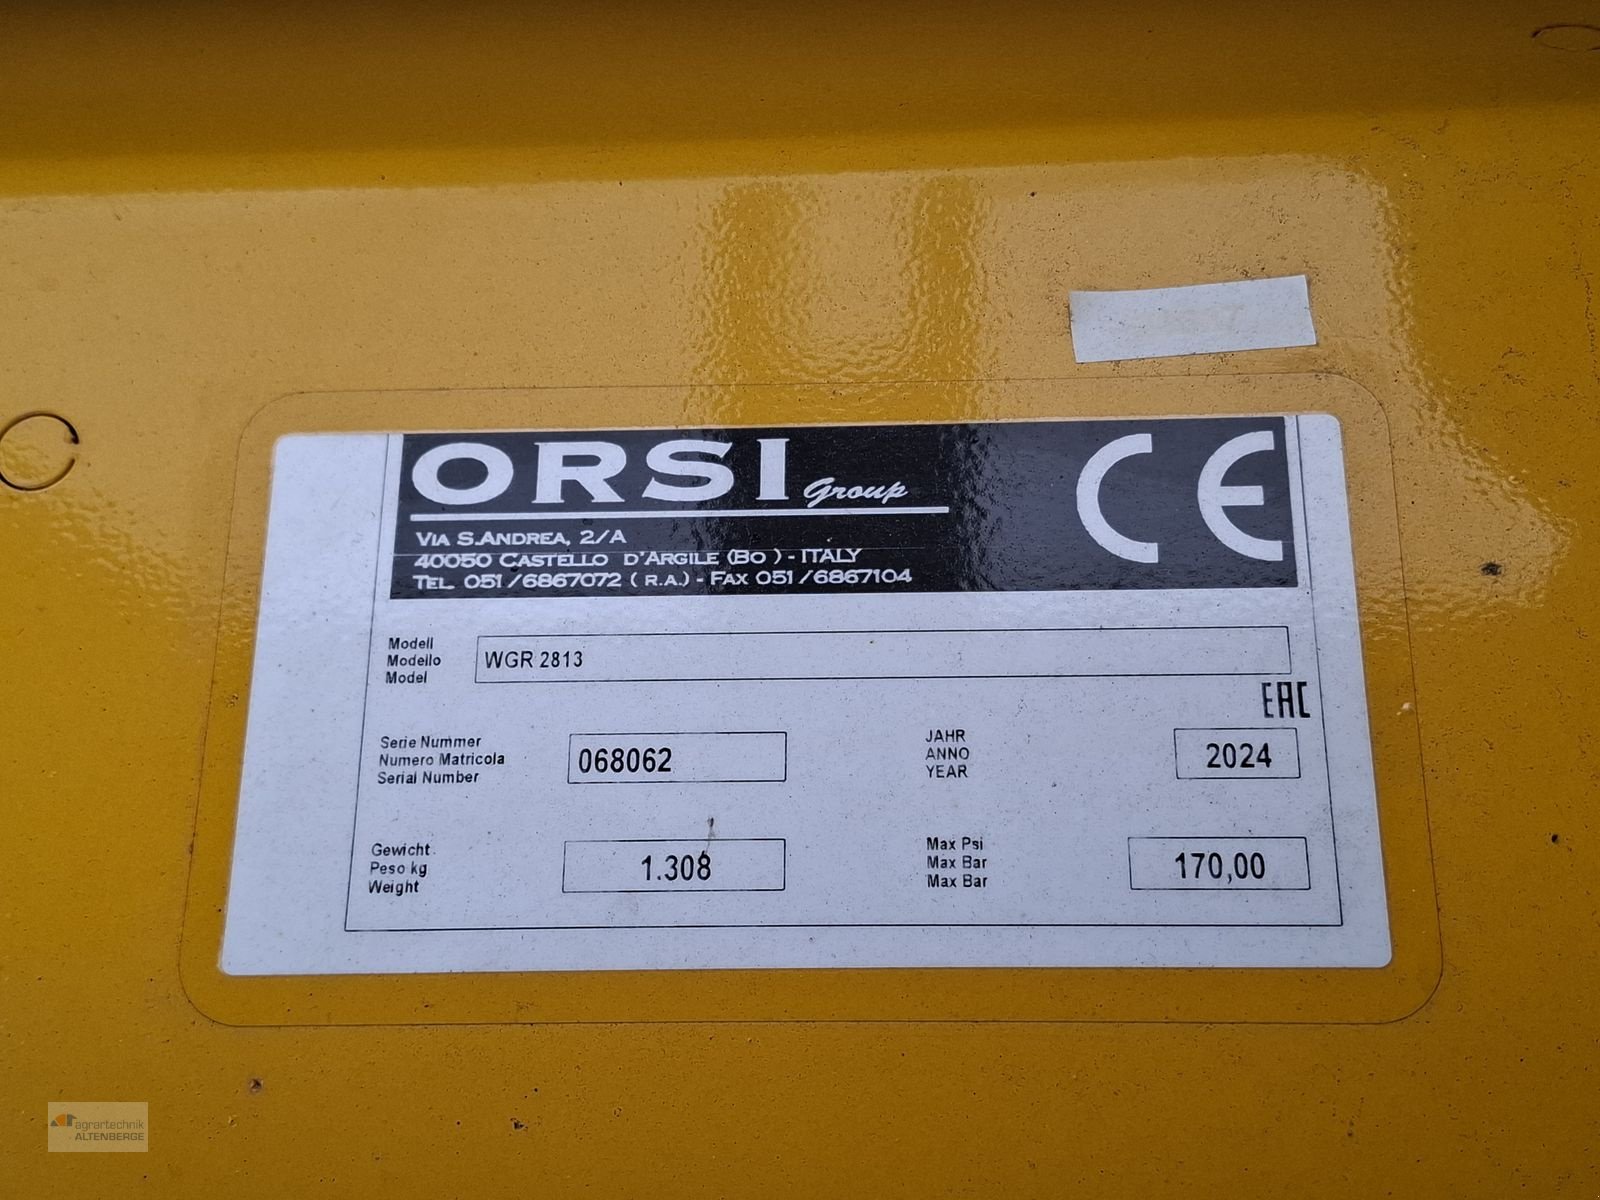 ORSI Group
CE
VIA S.ANDREA, 2/A
40050 CASTELLO D'ARGILE (BO) - ITALY
TEL. 051/6867072 ( R.A.) - FAX 051/6867104
Modell
Modello
Model
WGR 2813
EAC
Serie Nummer
Numero Matricola
Serial Number
068062
JAHR
ANNO
YEAR
2024
Gewicht
Peso kg
Weight
1.308
Max Psi
Max Bar
Max Bar
170,00
agrartechnik
ALTENBERGE